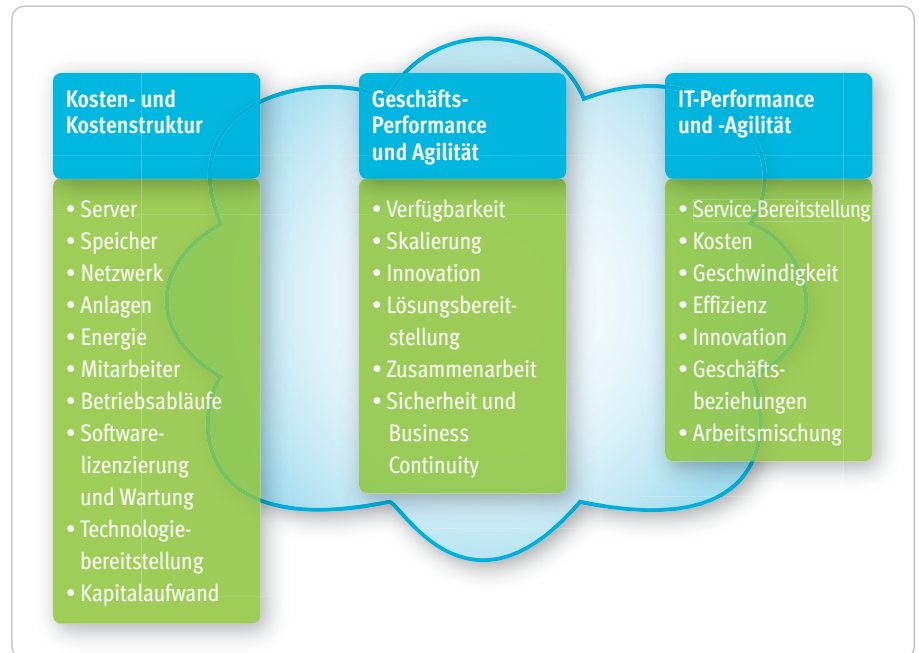 Kosten- und
Kostenstruktur
• Server
• Speicher
• Netzwerk
• Anlagen
• Energie
• Mitarbeiter
• Betriebsabläufe
• Software-
lizenzierung
und Wartung
• Technologie-
bereitstellung
• Kapitalaufwand
Geschäfts-
Performance
und Agilität
• Verfügbarkeit
• Skalierung
• Innovation
• Lösungsbereit-
stellung
• Zusammenarbeit
• Sicherheit und
Business
Continuity
IT-Performance
und -Agilität
• Service-Bereitstellung
• Kosten
• Geschwindigkeit
• Effizienz
• Innovation
• Geschäfts-
beziehungen
• Arbeitsmischung